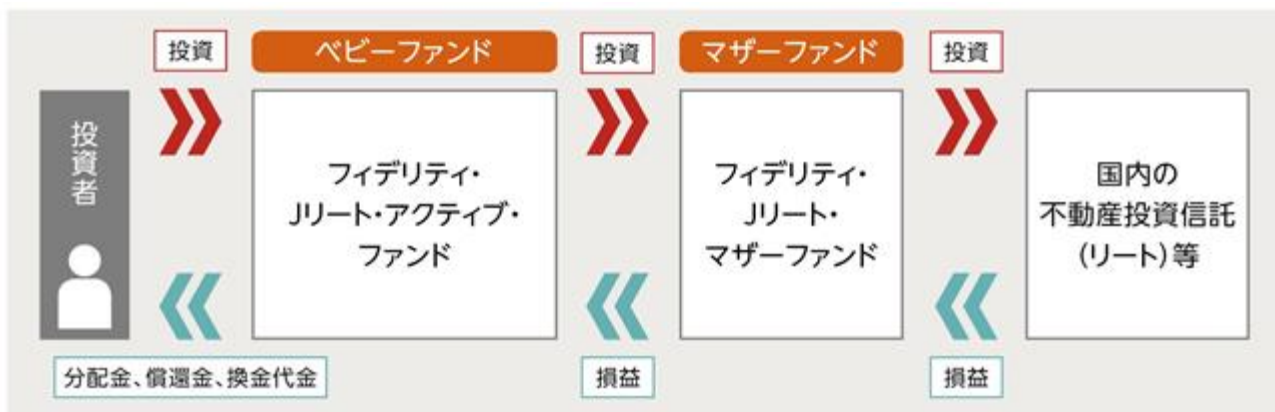 投資
ベビーファンド
投資
マザーファンド
投資
投資者
フィデリティ・
Jリート・アクティブ・
ファンド
フィデリティ・
Jリート・
マザーファンド
国内の
不動産投資信託
(リート)等
分配金、償還金、換金代金
損益
損益